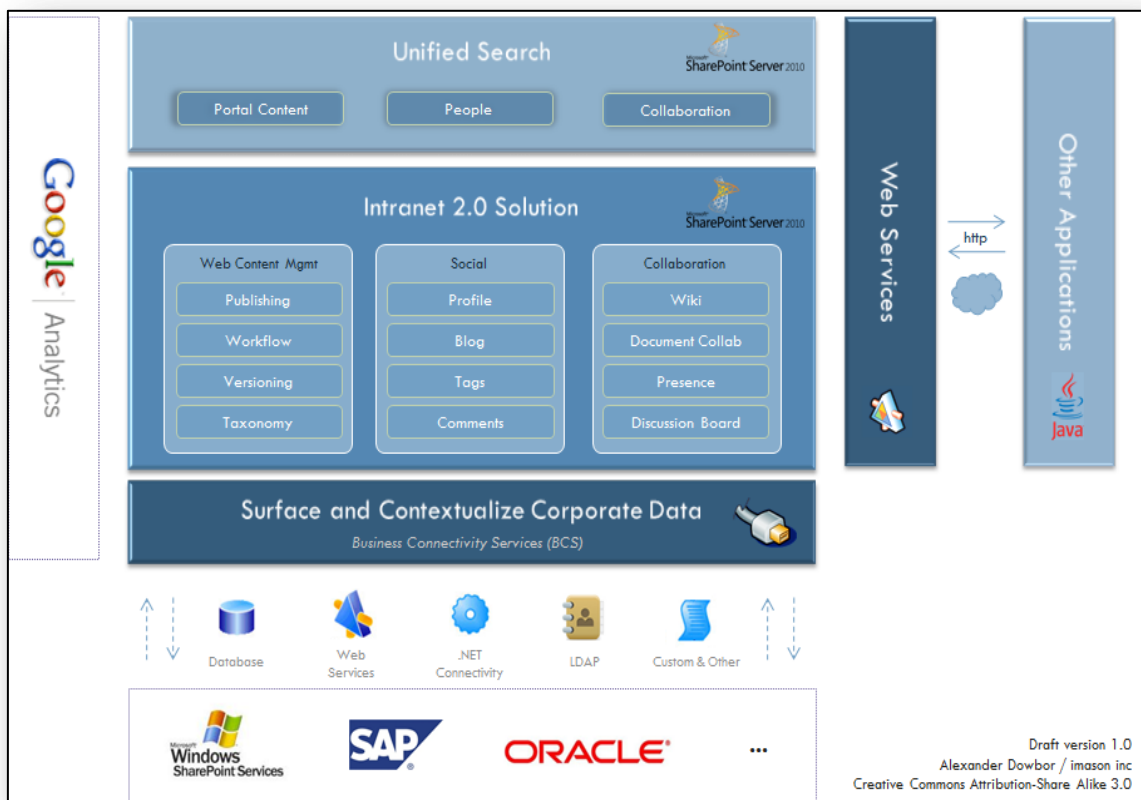 Google Analytics
Unified Search
Microsoft
SharePoint Server 2010
Portal Content
People
Collaboration
Intranet 2.0 Solution
Microsoft
SharePoint Server 2010
Web Content Mgmt
Publishing
Workflow
Versioning
Taxonomy
Social
Profile
Blog
Tags
Comments
Collaboration
Wiki
Document Collab
Presence
Discussion Board
Surface and Contextualize Corporate Data
Business Connectivity Services (BCS)
Web Services
http
Other Applications
Java
Database
Web
Services
.NET
Connectivity
LDAP
Custom & Other
Microsoft
Windows
SharePoint Services
SAP
®
ORACLE®
...
Draft version 1.0
Alexander Dowbor / imason inc
Creative Commons Attribution-Share Alike 3.0